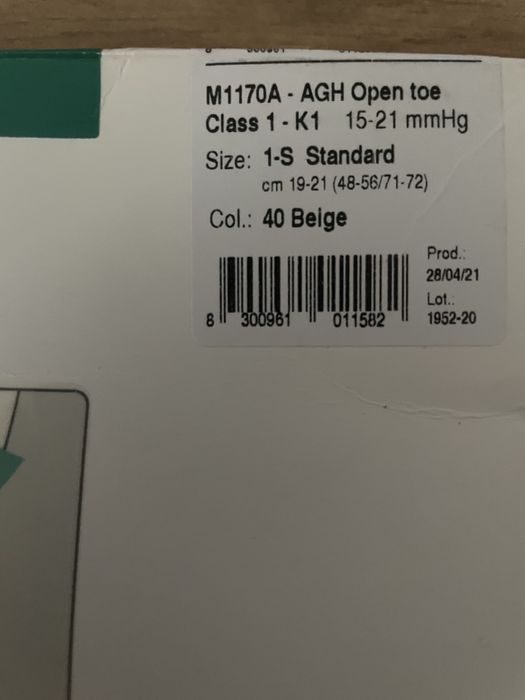 M1170A - AGH Open toe
Class 1 - K1 15-21 mmHg
Size: 1-S Standard
cm 19-21 (48-56/71-72)
Col.: 40 Beige
Prod.:
28/04/21
Lot.:
1952-20
8 300961 011582